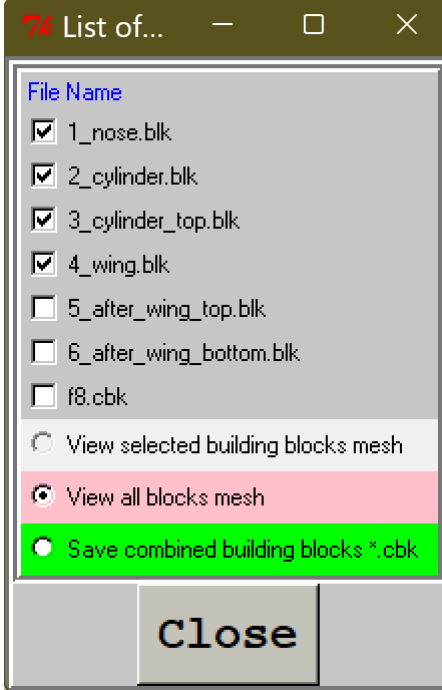 7k List of...
File Name
1_nose.blk
2_cylinder.blk
3_cylinder_top.blk
4_wing.blk
5_after_wing_top.blk
6_after_wing_bottom.blk
f8.cbk
View selected building blocks mesh
View all blocks mesh
Save combined building blocks *.cbk
Close